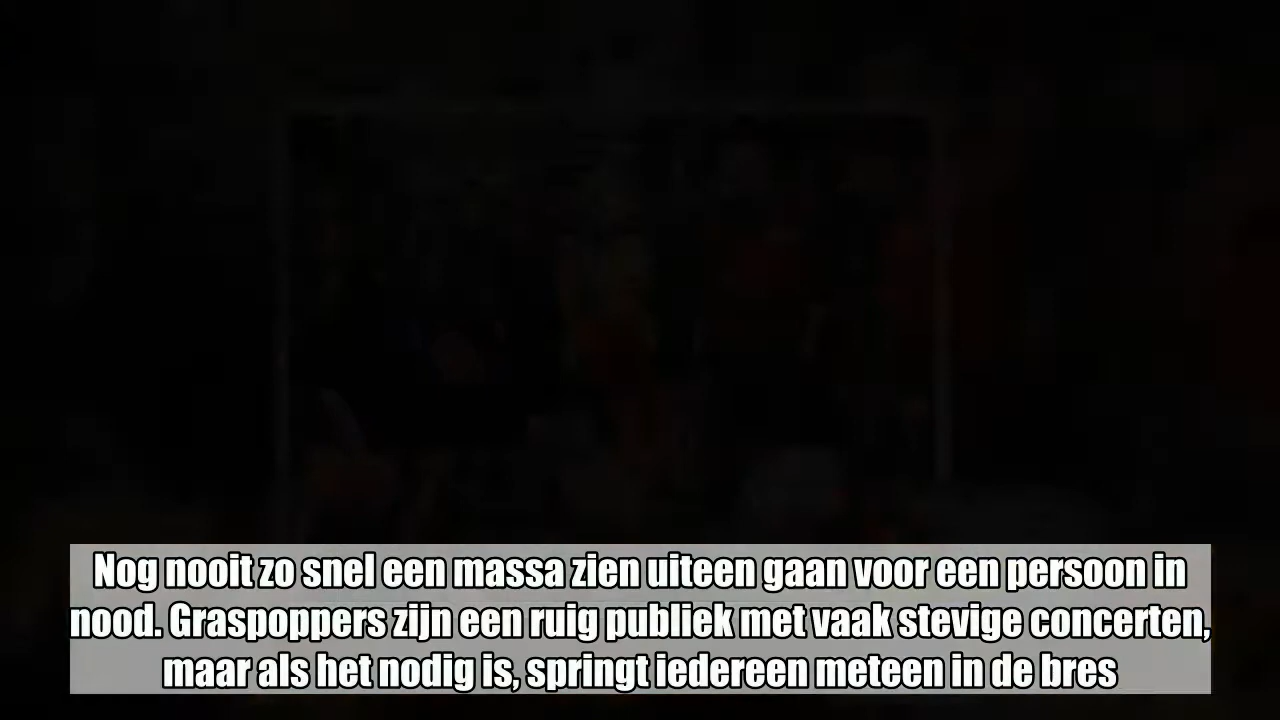 Nog nooit zo snel een massa zien uiteen gaan voor een persoon in
nood. Graspoppers zijn een ruig publiek met vaak stevige concerten,
maar als het nodig is, springt iedereen meteen in de bres